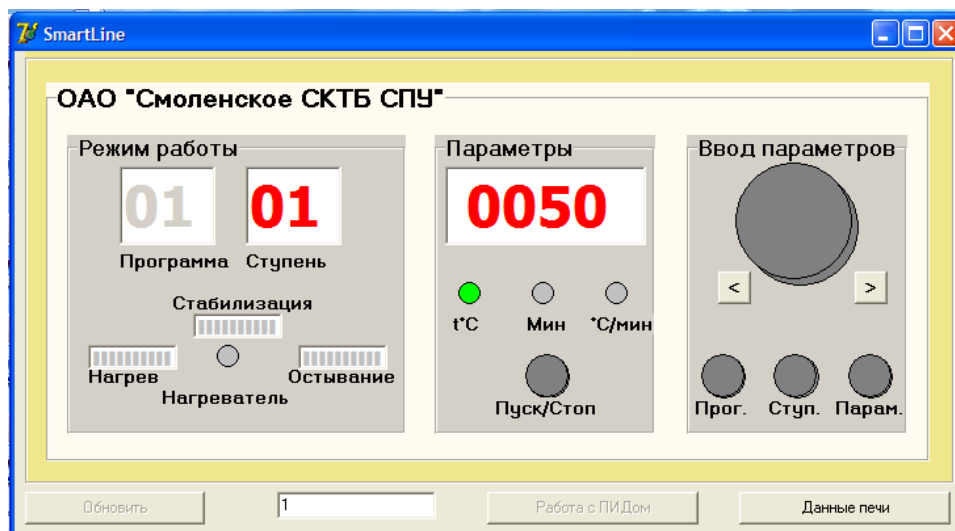 SmartLine
ОАО "Смоленское СКТБ СПУ"
Режим работы
01 01
Программа Ступень
Стабилизация
Нагрев Остывание
Нагреватель
Параметры
0050
t°C Мин °C/мин
Пуск/Стоп
Ввод параметров
< >
Прог. Ступ. Парам.
Обновить 1 Работа с ПИДом Данные печи